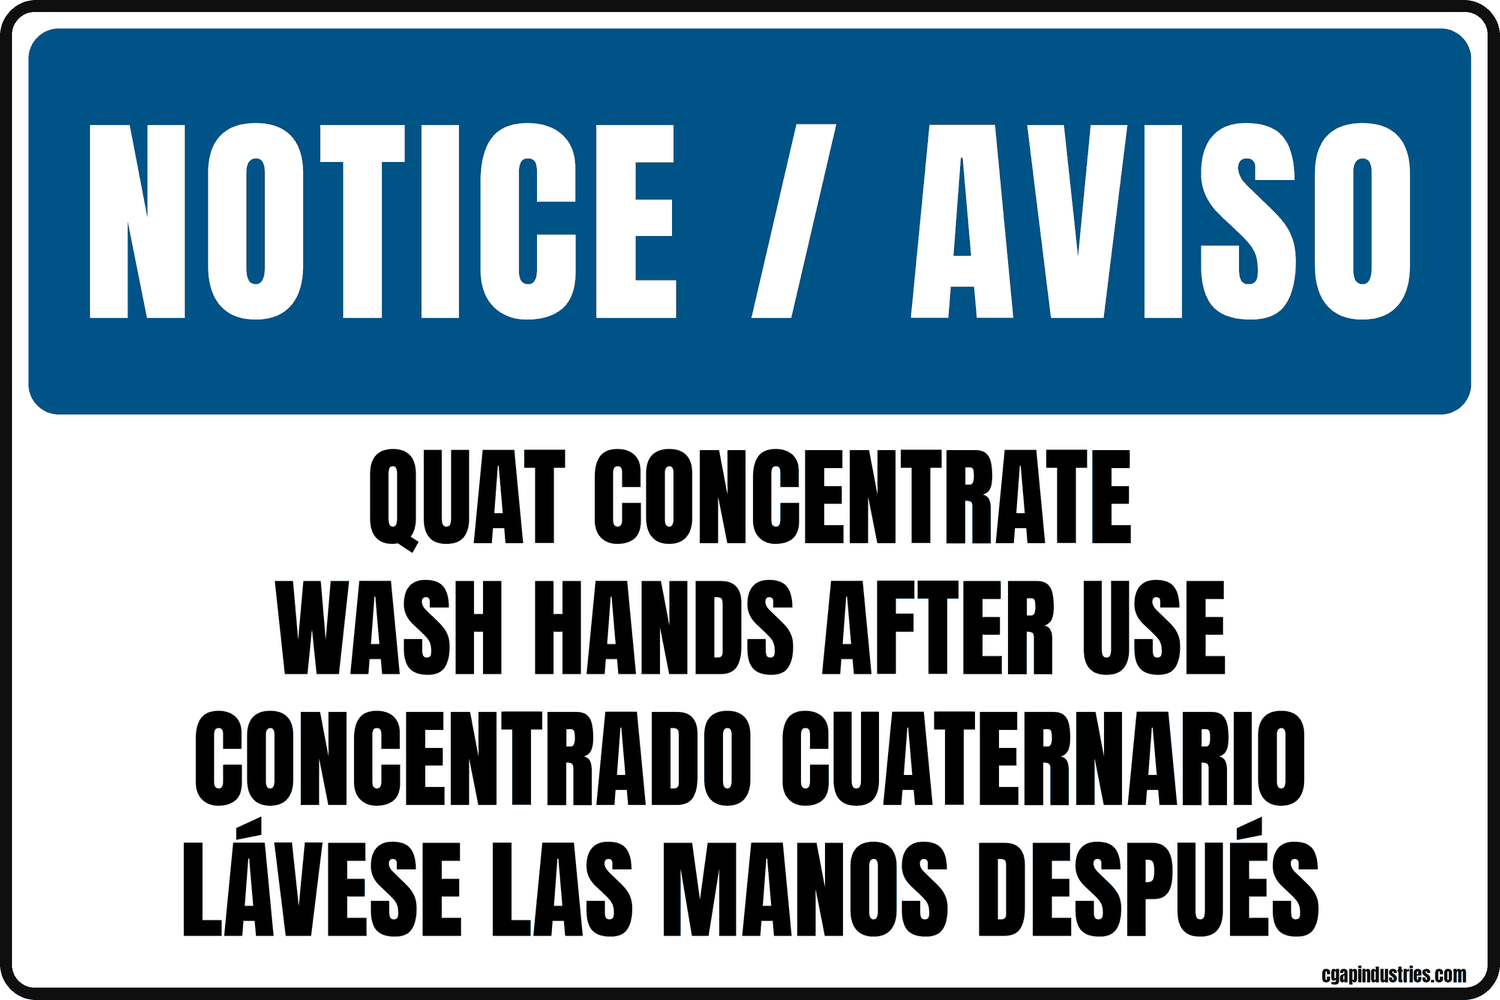 NOTICE / AVISO
QUAT CONCENTRATE
WASH HANDS AFTER USE
CONCENTRADO CUATERNARIO
LÁVESE LAS MANOS DESPUÉS
cgapindustries.com